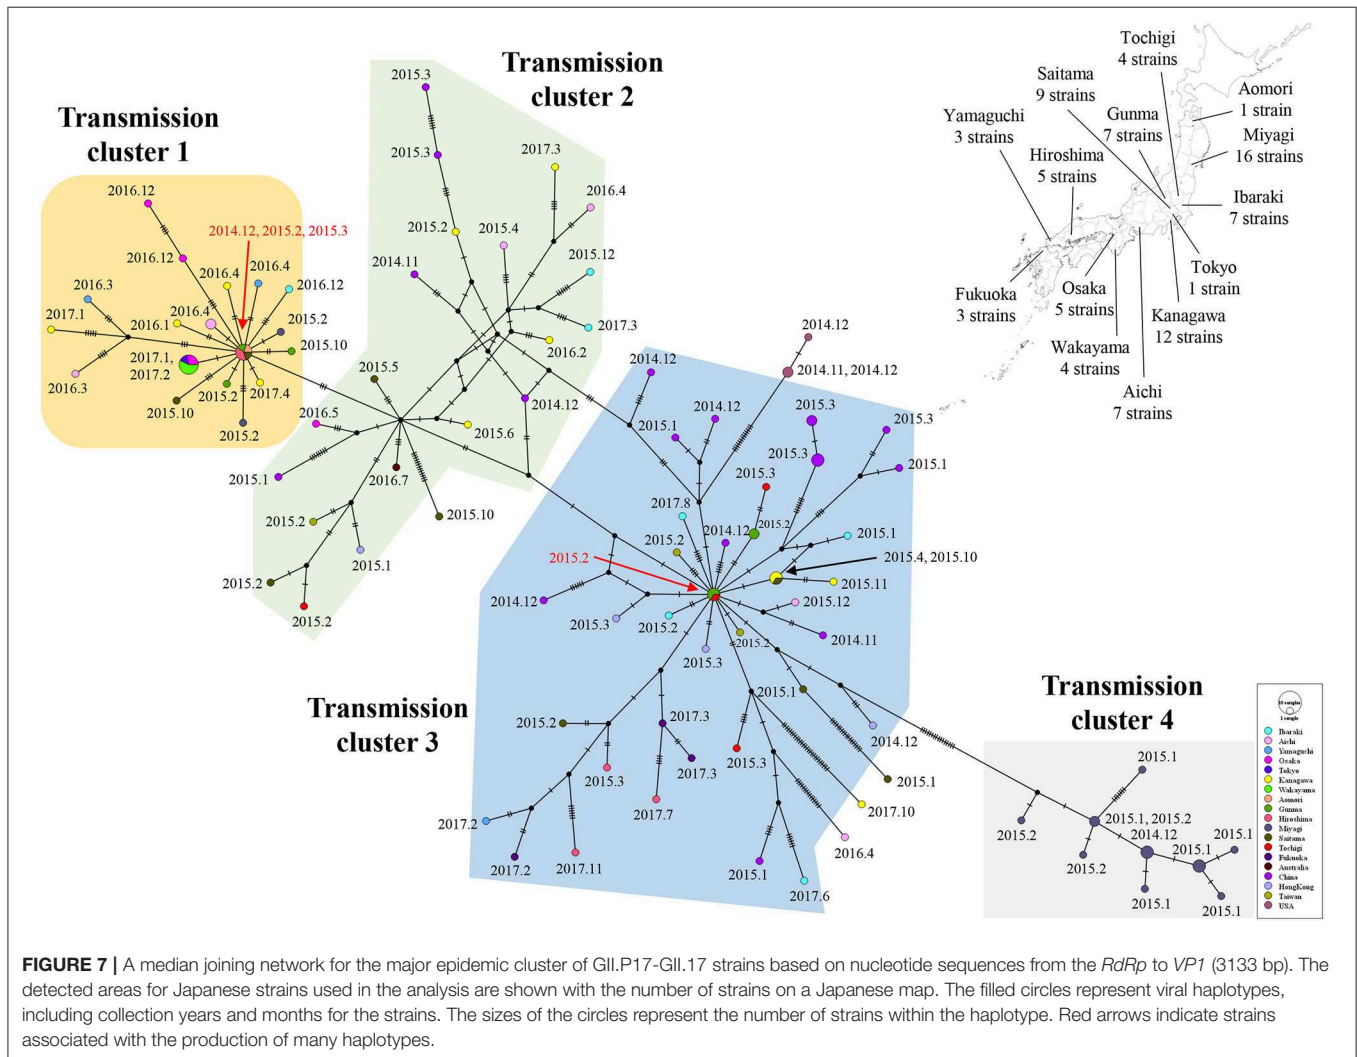 Transmission
cluster 1
Transmission
cluster 2
Transmission
cluster 3
Transmission
cluster 4
2016.12
2014.12, 2015.2, 2015.3
2016.12
2016.4
2016.4
2016.12
2016.3
2017.1
2016.1
2016.4
2015.2
2015.10
2017.1,
2017.2
2016.3
2015.10
2015.2
2017.4
2015.2
2015.3
2015.3
2017.3
2016.4
2015.2
2015.4
2014.11
2015.12
2017.3
2016.2
2015.5
2014.12
2016.5
2015.6
2015.1
2016.7
2015.10
2015.2
2015.1
2015.2
2015.2
2014.12
2014.11, 2014.12
2014.12
2014.12
2015.1
2015.3
2015.3
2015.3
2015.1
2015.3
2017.8
2015.2
2014.12
2015.2
2015.1
2015.2
2015.4, 2015.10
2015.11
2015.12
2014.12
2015.3
2015.2
2015.2
2014.11
2015.3
2015.1
2014.12
2015.2
2017.3
2015.3
2017.3
2015.3
2015.1
2017.7
2017.10
2017.2
2017.2
2017.11
2016.4
2015.1
2017.6
2015.1
2015.2
2015.1, 2015.2
2014.12
2015.1
2015.1
2015.2
2015.1
2015.1
Tochigi
4 strains
Saitama
9 strains
Aomori
1 strain
Gunma
7 strains
Yamaguchi
3 strains
Miyagi
16 strains
Hiroshima
5 strains
Ibaraki
7 strains
Tokyo
1 strain
Fukuoka
3 strains
Osaka
5 strains
Kanagawa
12 strains
Wakayama
4 strains
Aichi
7 strains
10 samples
1 sample
Ibaraki
Aichi
Yamaguchi
Osaka
Tokyo
Kanagawa
Wakayama
Aomori
Gunma
Hiroshima
Miyagi
Saitama
Tochigi
Fukuoka
Australia
China
HongKong
Taiwan
USA
FIGURE 7 | A median joining network for the major epidemic cluster of GII.P17-GII.17 strains based on nucleotide sequences from the RdRp to VP1 (3133 bp). The
detected areas for Japanese strains used in the analysis are shown with the number of strains on a Japanese map. The filled circles represent viral haplotypes,
including collection years and months for the strains. The sizes of the circles represent the number of strains within the haplotype. Red arrows indicate strains
associated with the production of many haplotypes.